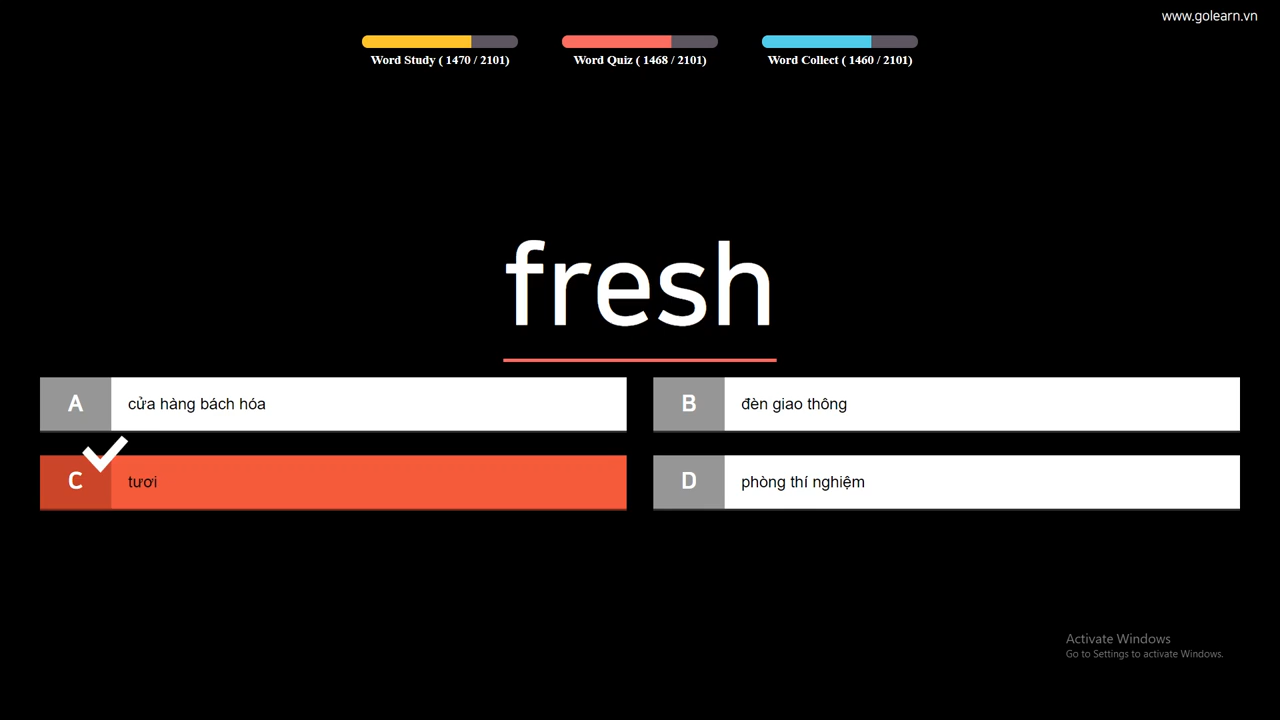 www.golearn.vn
Word Study ( 1470 / 2101)
Word Quiz ( 1468 / 2101)
Word Collect ( 1460 / 2101)
fresh
A cửa hàng bách hóa
B đèn giao thông
C tươi
D phòng thí nghiệm
Activate Windows
Go to Settings to activate Windows.